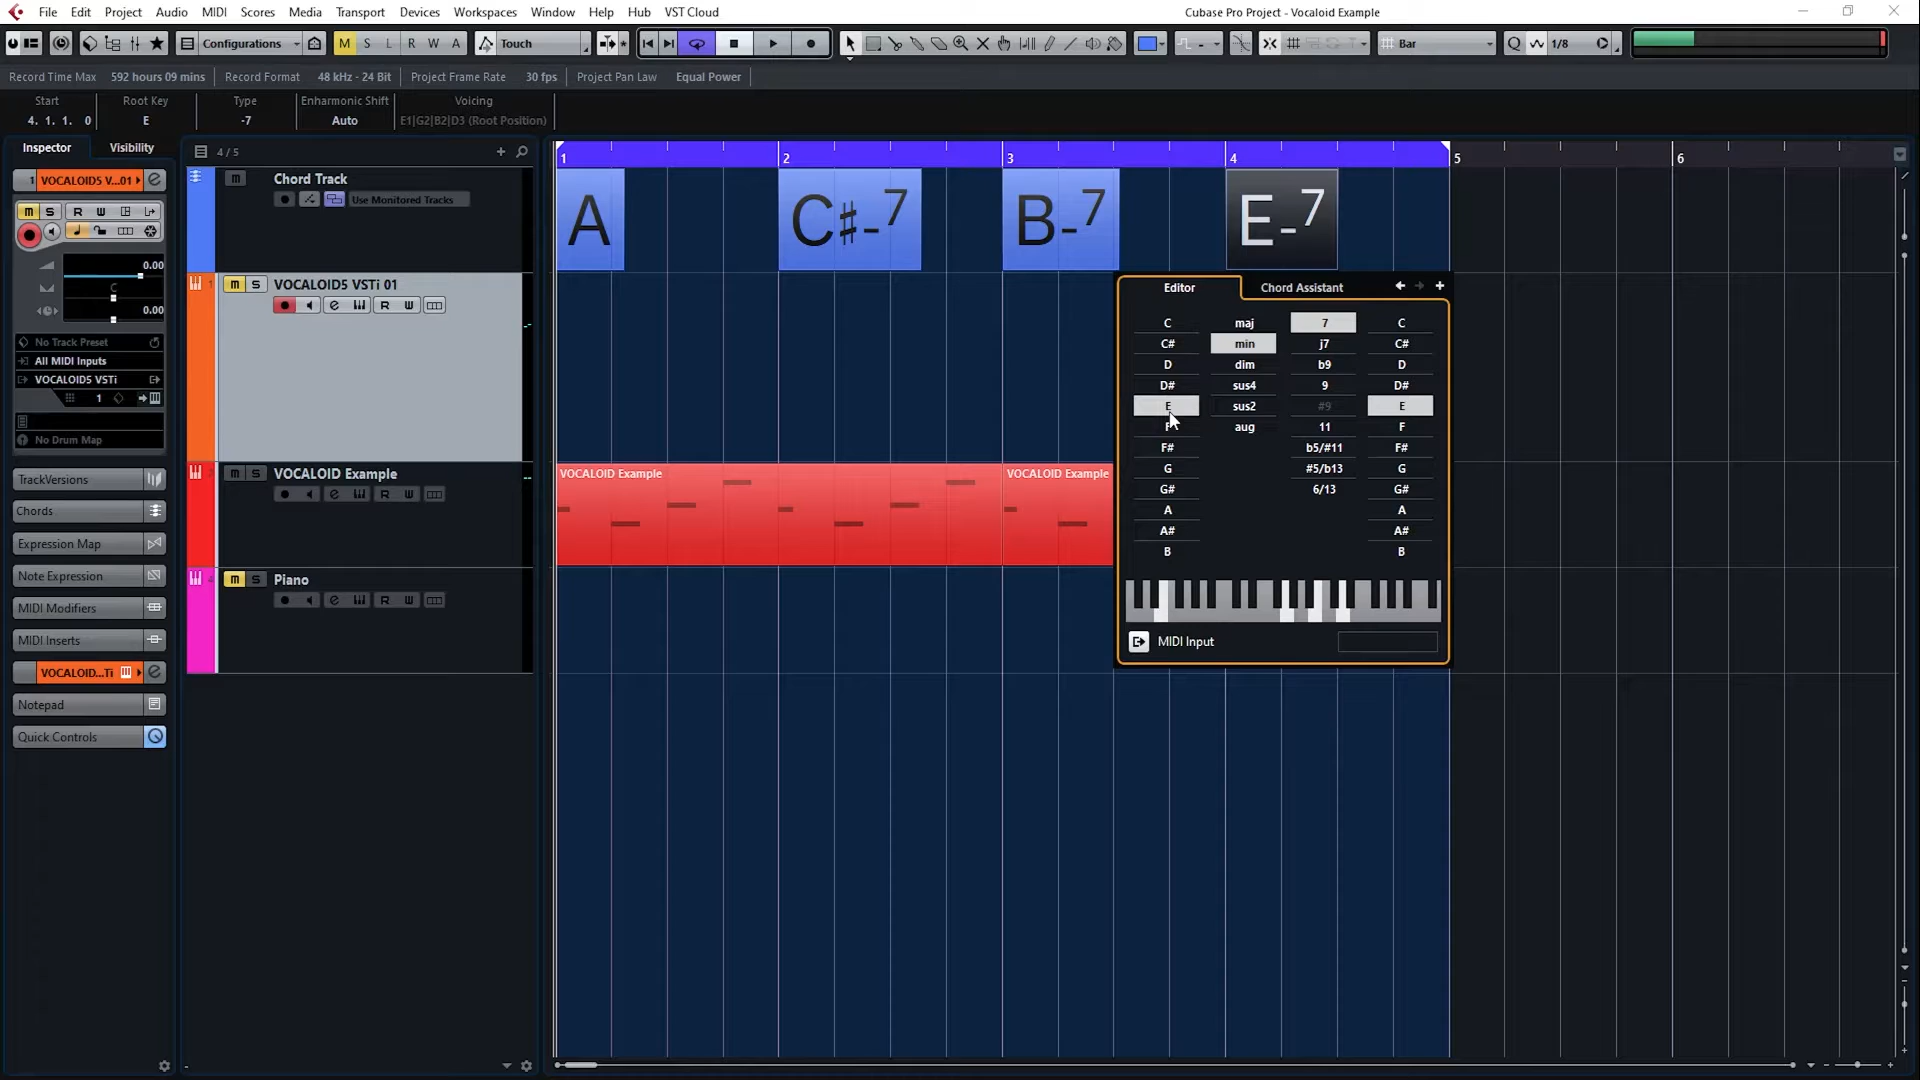 File Edit Project Audio MIDI Scores Media Transport Devices Workspaces Window Help Hub VST Cloud
Cubase Pro Project - Vocaloid Example
Configurations M S L R W A Touch Bar Q 1/8
Record Time Max 592 hours 09 mins Record Format 48 kHz - 24 Bit Project Frame Rate 30 fps Project Pan Law Equal Power
Start Root Key Type Enharmonic Shift Voicing
4. 1. 1. 0 E -7 Auto E1|G2|B2|D3 (Root Position)
Inspector Visibility
4 / 5
1 VOCALOID5 V...01
M S R W
0.00
C
0.00
No Track Preset
All MIDI Inputs
VOCALOID5 VSTi
1
No Drum Map
TrackVersions
Chords
Expression Map
Note Expression
MIDI Modifiers
MIDI Inserts
VOCALOID...Ti
Notepad
Quick Controls
m Chord Track
Use Monitored Tracks
1 m S VOCALOID5 VSTi 01
e R W
m S VOCALOID Example
e R W
4 m S Piano
e R W
1 2 3 4 5 6
A C♯-7 B-7 E-7
VOCALOID Example VOCALOID Example
Editor Chord Assistant
C maj 7 C
C# min j7 C#
D dim b9 D
D# sus4 9 D#
E sus2 #9 E
F aug 11 F
F# b5/#11 F#
G #5/b13 G
G# 6/13 G#
A A
A# A#
B B
MIDI Input